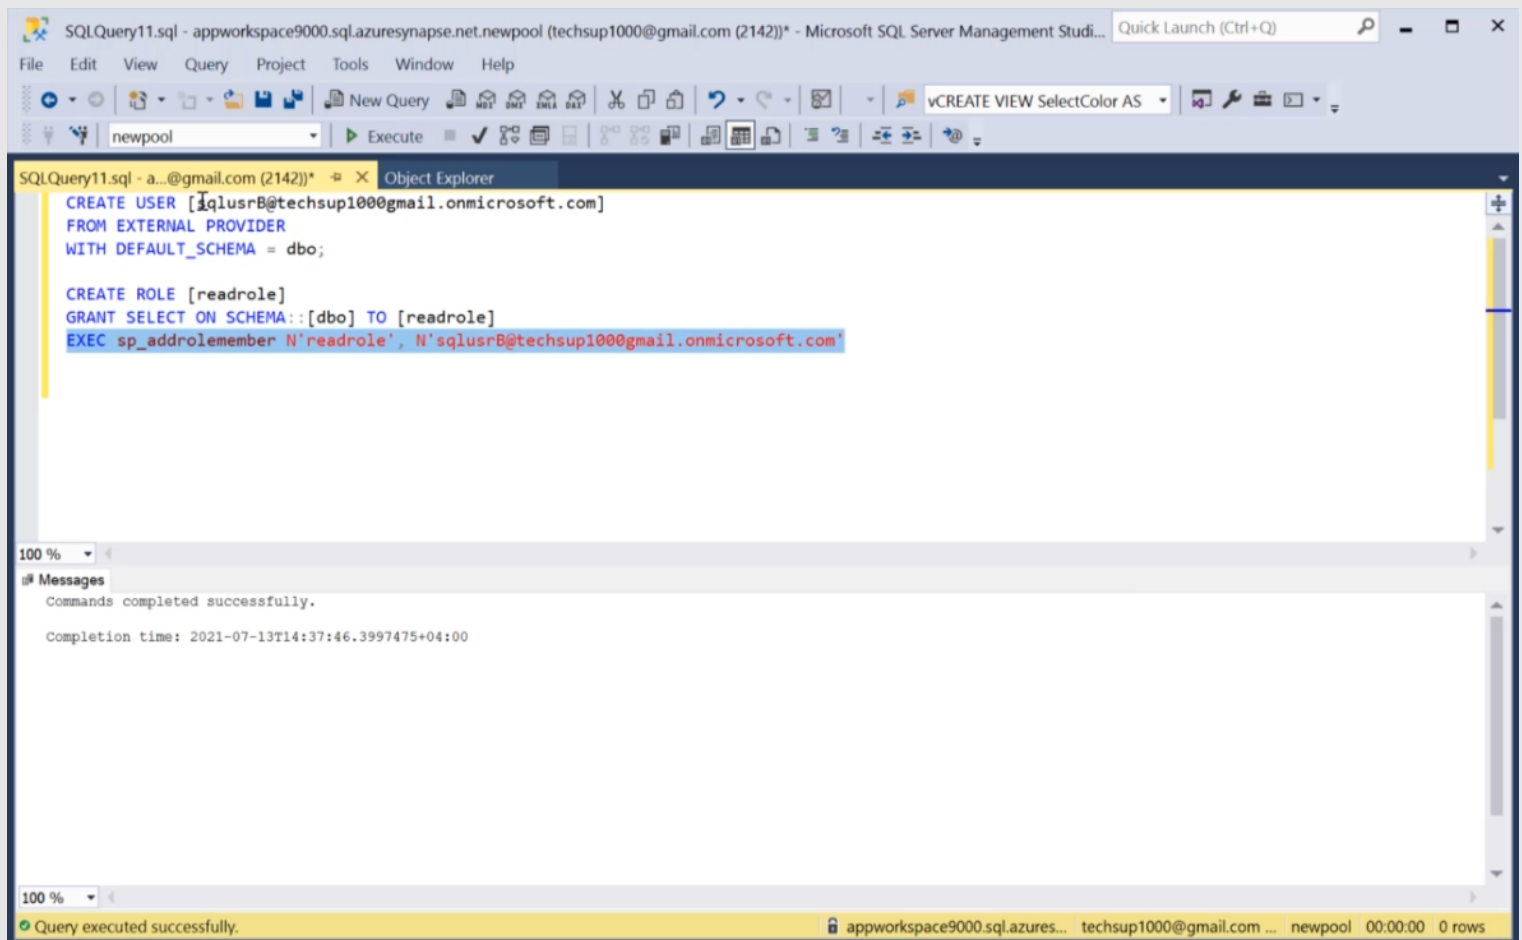 SQLQuery11.sql - appworkspace9000.sql.azuresynapse.net.newpool (techsup1000@gmail.com (2142))* - Microsoft SQL Server Management Studi...
Quick Launch (Ctrl+Q)
File Edit View Query Project Tools Window Help
New Query MDX DMX XMLA DAX vCREATE VIEW SelectColor AS
newpool Execute
SQLQuery11.sql - a...@gmail.com (2142))* Object Explorer
CREATE USER [sqlusrB@techsup1000gmail.onmicrosoft.com]
FROM EXTERNAL PROVIDER
WITH DEFAULT_SCHEMA = dbo;
CREATE ROLE [readrole]
GRANT SELECT ON SCHEMA::[dbo] TO [readrole]
EXEC sp_addrolemember N'readrole', N'sqlusrB@techsup1000gmail.onmicrosoft.com'
100 %
Messages
Commands completed successfully.
Completion time: 2021-07-13T14:37:46.3997475+04:00
100 %
Query executed successfully. appworkspace9000.sql.azures... techsup1000@gmail.com ... newpool 00:00:00 0 rows